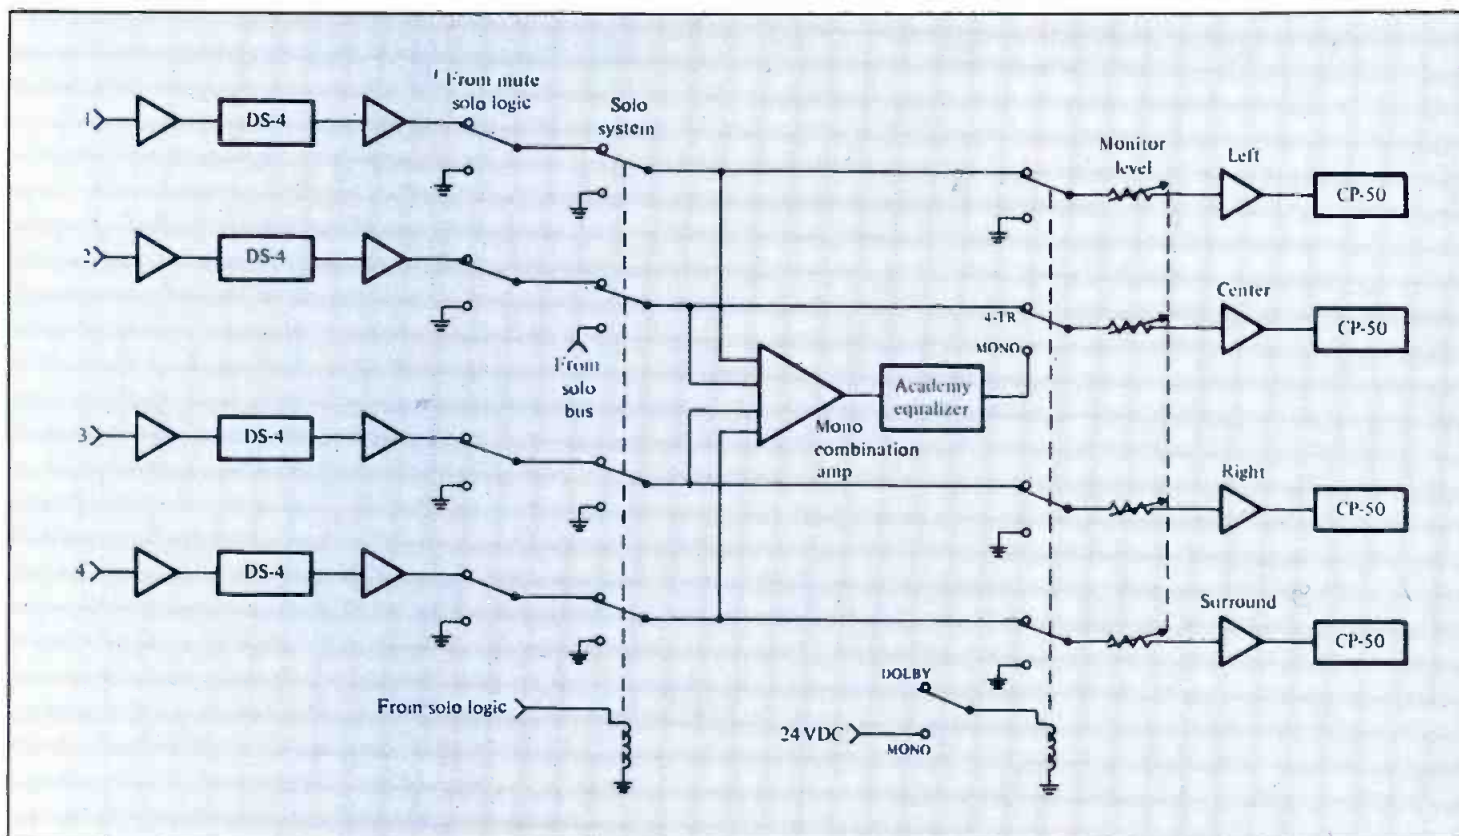 From mute
solo logic
Solo
system
1
DS-4
Monitor
level
Left
CP-50
2
DS-4
Center
4-TR
CP-50
From
solo
bus
MONO
Academy
equalizer
Mono
combination
amp
3
DS-4
Right
CP-50
4
DS-4
Surround
CP-50
From solo logic
DOLBY
24 VDC
MONO